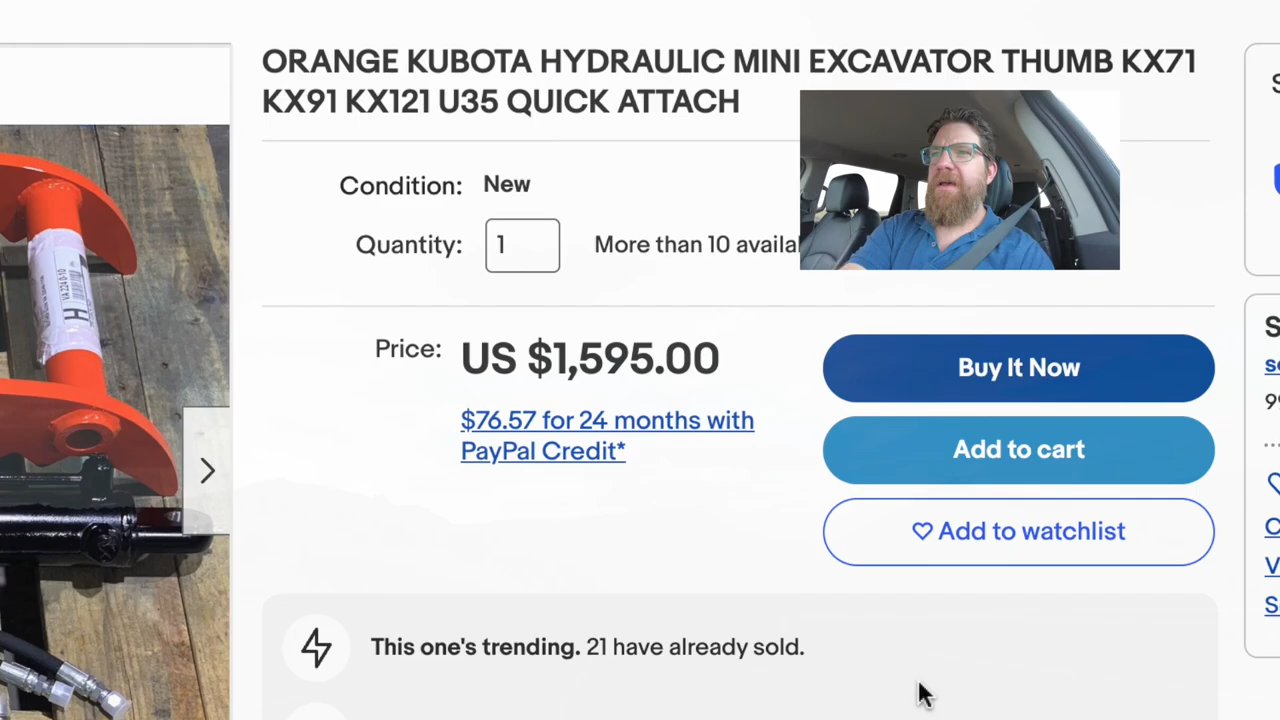 ORANGE KUBOTA HYDRAULIC MINI EXCAVATOR THUMB KX71
KX91 KX121 U35 QUICK ATTACH
Condition: New
Quantity: 1 More than 10
Price: US $1,595.00
$76.57 for 24 months with
PayPal Credit*
Buy It Now
Add to cart
Add to watchlist
This one's trending. 21 have already sold.